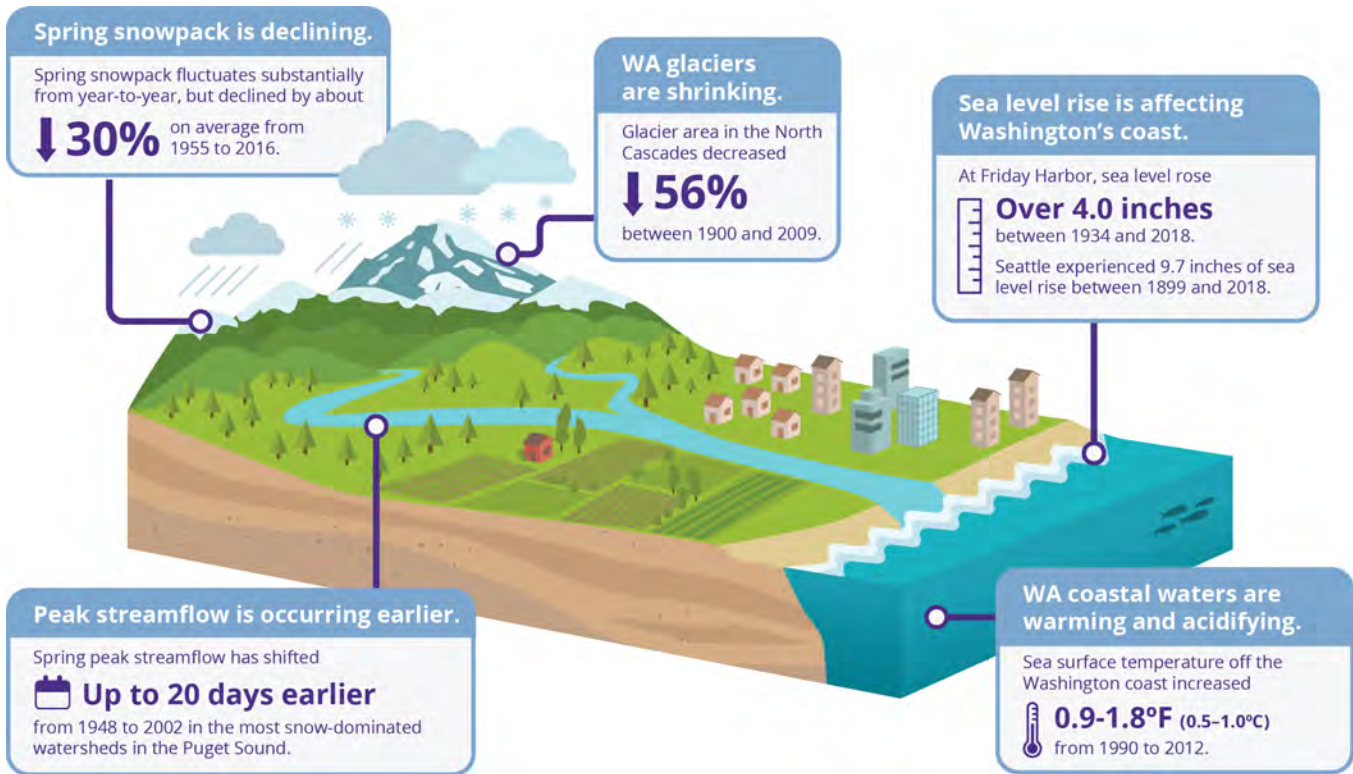 Spring snowpack is declining.
Spring snowpack fluctuates substantially
from year-to-year, but declined by about
30% on average from
1955 to 2016.
WA glaciers
are shrinking.
Glacier area in the North
Cascades decreased
56%
between 1900 and 2009.
Sea level rise is affecting
Washington’s coast.
At Friday Harbor, sea level rose
Over 4.0 inches
between 1934 and 2018.
Seattle experienced 9.7 inches of sea
level rise between 1899 and 2018.
Peak streamflow is occurring earlier.
Spring peak streamflow has shifted
Up to 20 days earlier
from 1948 to 2002 in the most snow-dominated
watersheds in the Puget Sound.
WA coastal waters are
warming and acidifying.
Sea surface temperature off the
Washington coast increased
0.9-1.8ºF (0.5–1.0ºC)
from 1990 to 2012.